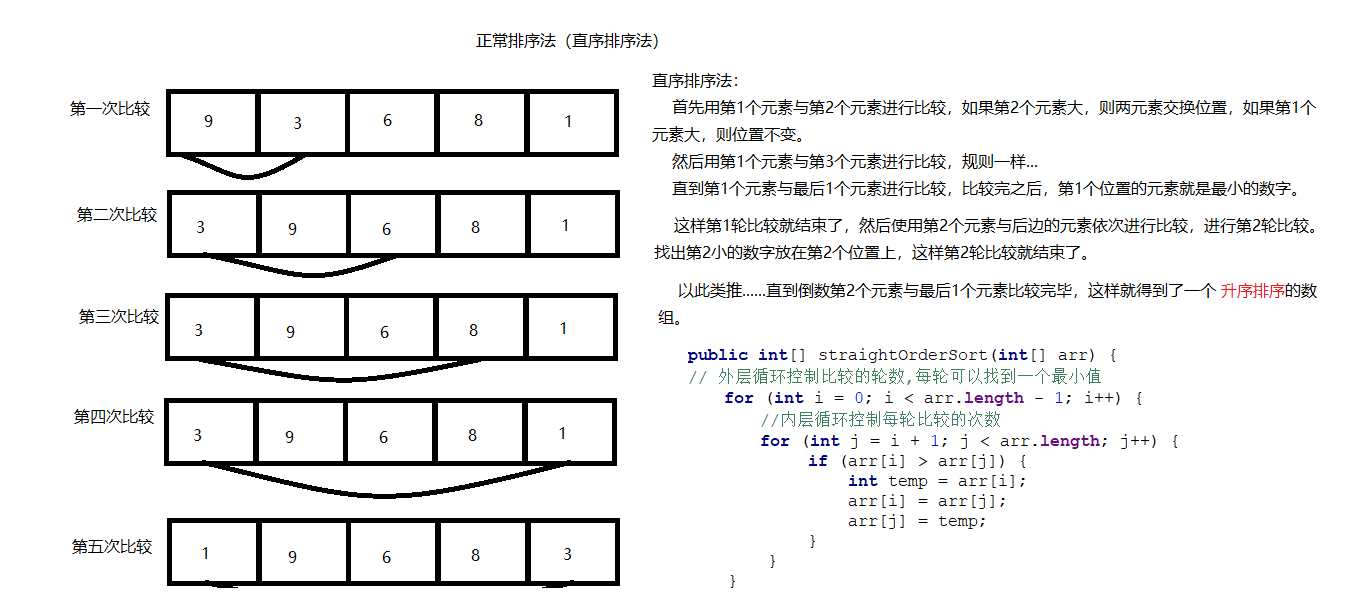 正常排序法（直序排序法）
第一次比较
9 3 6 8 1
第二次比较
3 9 6 8 1
第三次比较
3 9 6 8 1
第四次比较
3 9 6 8 1
第五次比较
1 9 6 8 3
直序排序法：
首先用第1个元素与第2个元素进行比较，如果第2个元素大，则两元素交换位置，如果第1个
元素大，则位置不变。
然后用第1个元素与第3个元素进行比较，规则一样...
直到第1个元素与最后1个元素进行比较，比较完之后，第1个位置的元素就是最小的数字。
这样第1轮比较就结束了，然后使用第2个元素与后边的元素依次进行比较，进行第2轮比较。
找出第2小的数字放在第2个位置上，这样第2轮比较就结束了。
以此类推......直到倒数第2个元素与最后1个元素比较完毕，这样就得到了一个 升序排序的数
组。
public int[] straightOrderSort(int[] arr) {
// 外层循环控制比较的轮数,每轮可以找到一个最小值
for (int i = 0; i < arr.length - 1; i++) {
//内层循环控制每轮比较的次数
for (int j = i + 1; j < arr.length; j++) {
if (arr[i] > arr[j]) {
int temp = arr[i];
arr[i] = arr[j];
arr[j] = temp;
}
}
}